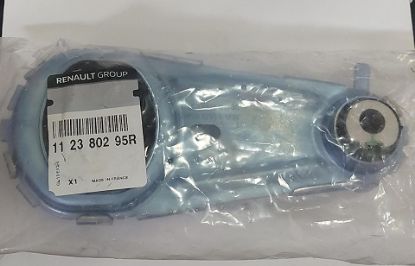 RENAULT GROUP
11 23 802 95R
X1 MADE IN FRANCE